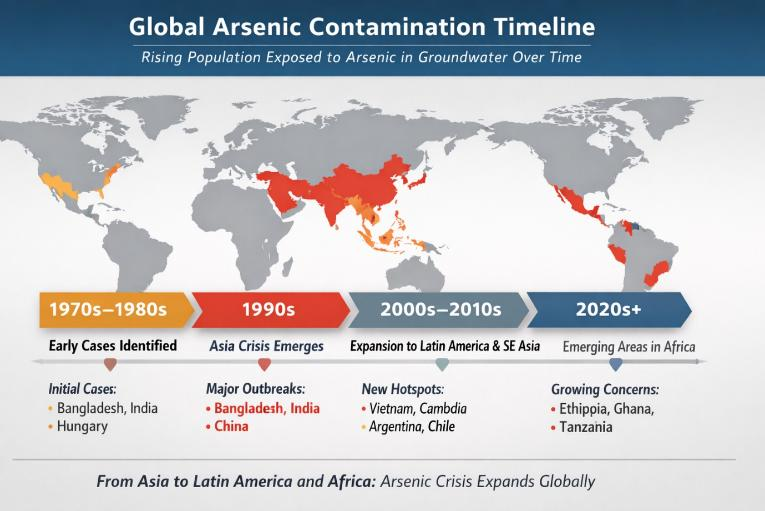 Global Arsenic Contamination Timeline
Rising Population Exposed to Arsenic in Groundwater Over Time
1970s–1980s
1990s
2000s–2010s
2020s+
Early Cases Identified
Asia Crisis Emerges
Expansion to Latin America & SE Asia
Emerging Areas in Africa
Initial Cases:
• Bangladesh, India
• Hungary
Major Outbreaks:
• Bangladesh, India
• China
New Hotspots:
• Vietnam, Cambdia
• Argentina, Chile
Growing Concerns:
• Ethippia, Ghana,
• Tanzania
From Asia to Latin America and Africa: Arsenic Crisis Expands Globally